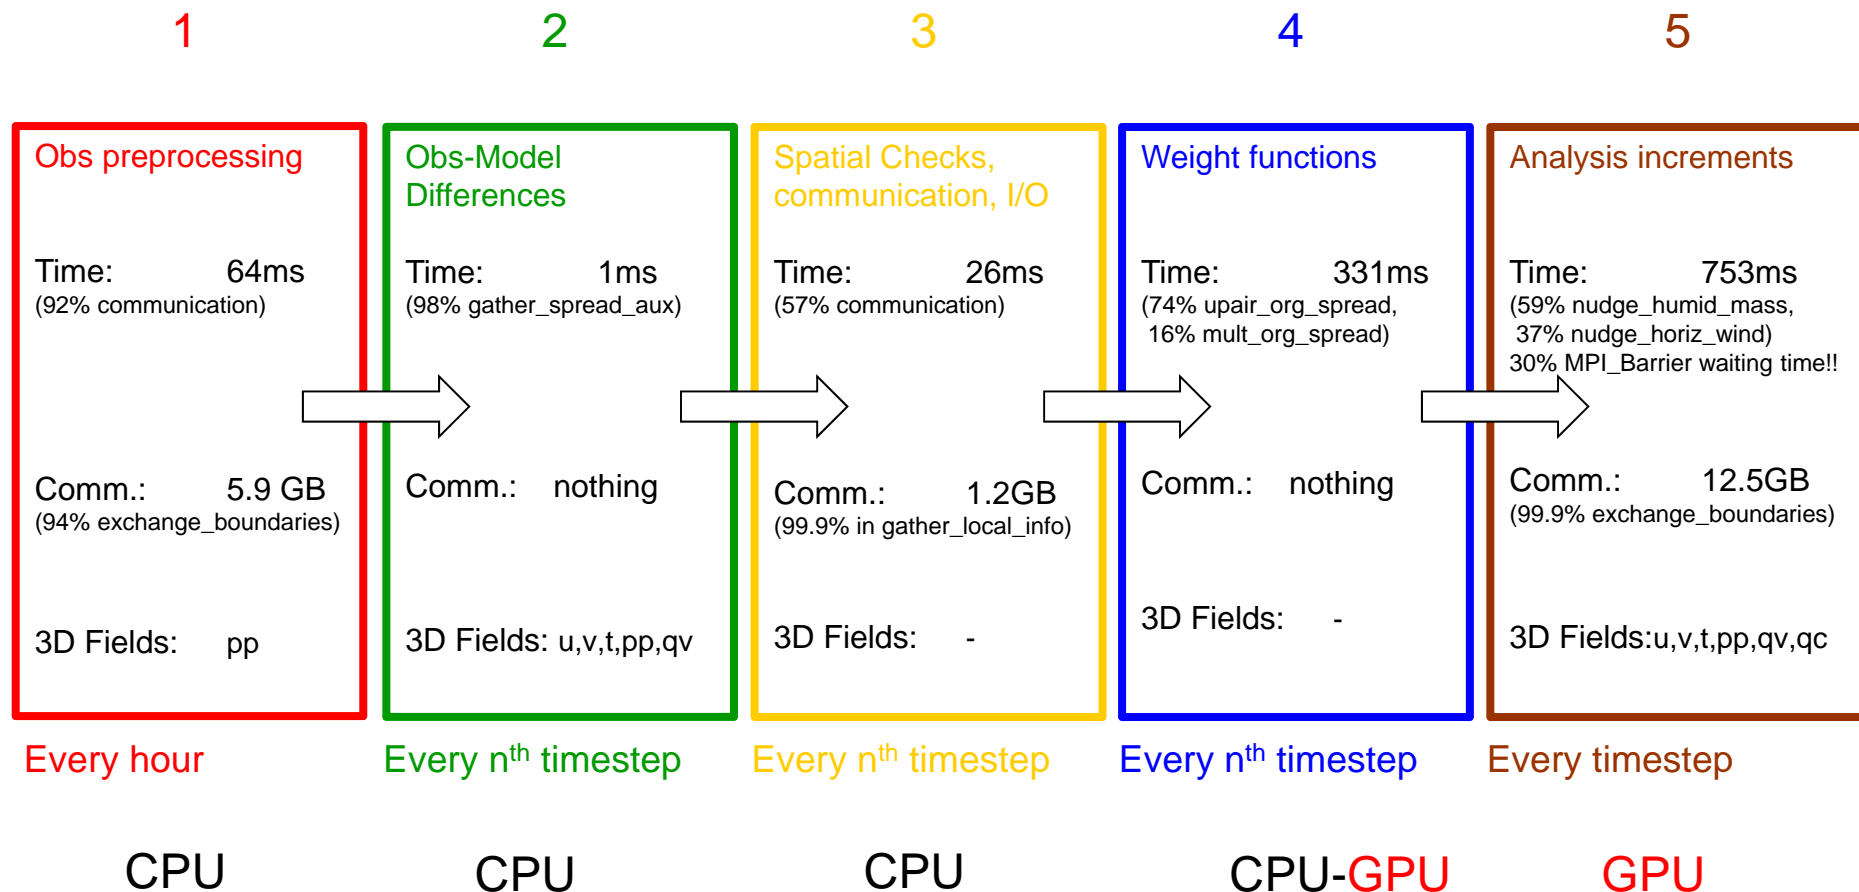 1
2
3
4
5
Obs preprocessing
Time: 64ms
(92% communication)
Comm.: 5.9 GB
(94% exchange_boundaries)
3D Fields: pp
Every hour
CPU
Obs-Model
Differences
Time: 1ms
(98% gather_spread_aux)
Comm.: nothing
3D Fields: u,v,t,pp,qv
Every nth timestep
CPU
Spatial Checks,
communication, I/O
Time: 26ms
(57% communication)
Comm.: 1.2GB
(99.9% in gather_local_info)
3D Fields: -
Every nth timestep
CPU
Weight functions
Time: 331ms
(74% upair_org_spread,
16% mult_org_spread)
Comm.: nothing
3D Fields: -
Every nth timestep
CPU-GPU
Analysis increments
Time: 753ms
(59% nudge_humid_mass,
37% nudge_horiz_wind)
30% MPI_Barrier waiting time!!
Comm.: 12.5GB
(99.9% exchange_boundaries)
3D Fields:u,v,t,pp,qv,qc
Every timestep
GPU